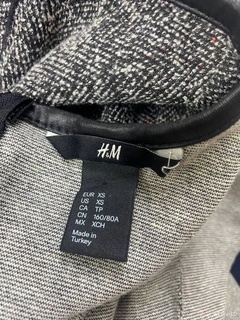 H&M
EUR XS
US XS
CA TP
CN 160/80A
MX XCH
Made in
Turkey